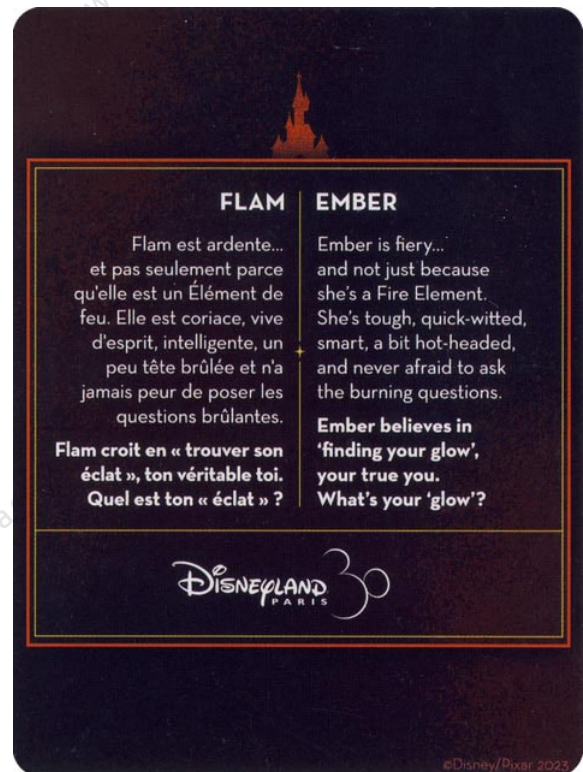 FLAM
Flam est ardente...
et pas seulement parce
qu'elle est un Élément de
feu. Elle est coriace, vive
d'esprit, intelligente, un
peu tête brûlée et n'a
jamais peur de poser les
questions brûlantes.
Flam croit en « trouver son
éclat », ton véritable toi.
Quel est ton « éclat » ?
EMBER
Ember is fiery...
and not just because
she's a Fire Element.
She's tough, quick-witted,
smart, a bit hot-headed,
and never afraid to ask
the burning questions.
Ember believes in
‘finding your glow’,
your true you.
What's your ‘glow’?
Disneyland 30
PARIS
©Disney/Pixar 2023